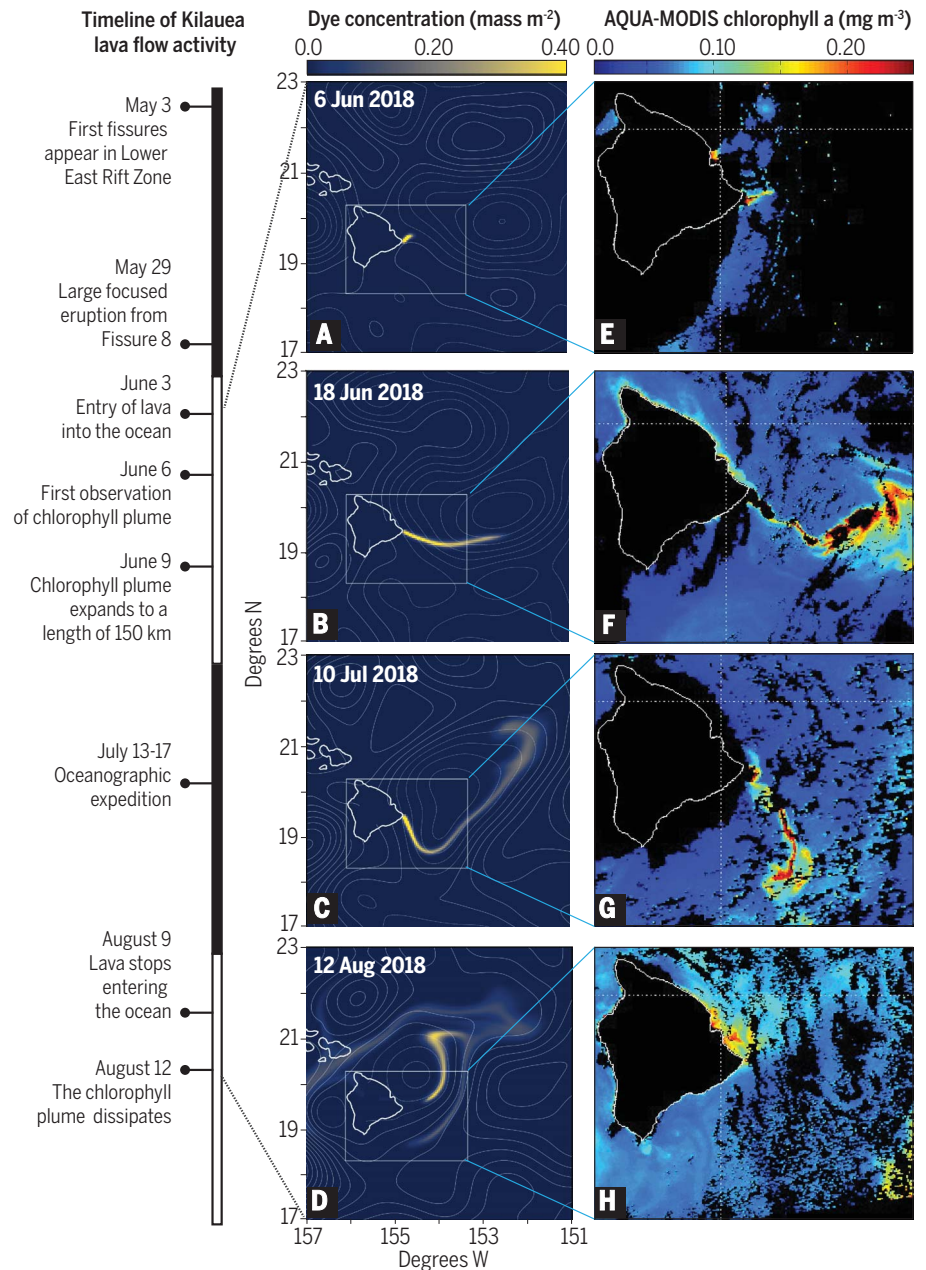 Timeline of Kilauea
lava flow activity
May 3
First fissures
appear in Lower
East Rift Zone
May 29
Large focused
eruption from
Fissure 8
June 3
Entry of lava
into the ocean
June 6
First observation
of chlorophyll plume
June 9
Chlorophyll plume
expands to a
length of 150 km
July 13-17
Oceanographic
expedition
August 9
Lava stops
entering
the ocean
August 12
The chlorophyll
plume dissipates
Dye concentration (mass m-2)
0.0 0.20 0.40
AQUA-MODIS chlorophyll a (mg m-3)
0.0 0.10 0.20
Degrees N
23
6 Jun 2018
21
19
A
17
E
23
18 Jun 2018
21
19
B
17
F
23
10 Jul 2018
21
19
C
17
G
23
12 Aug 2018
21
19
D
17
H
157 155 153 151
Degrees W